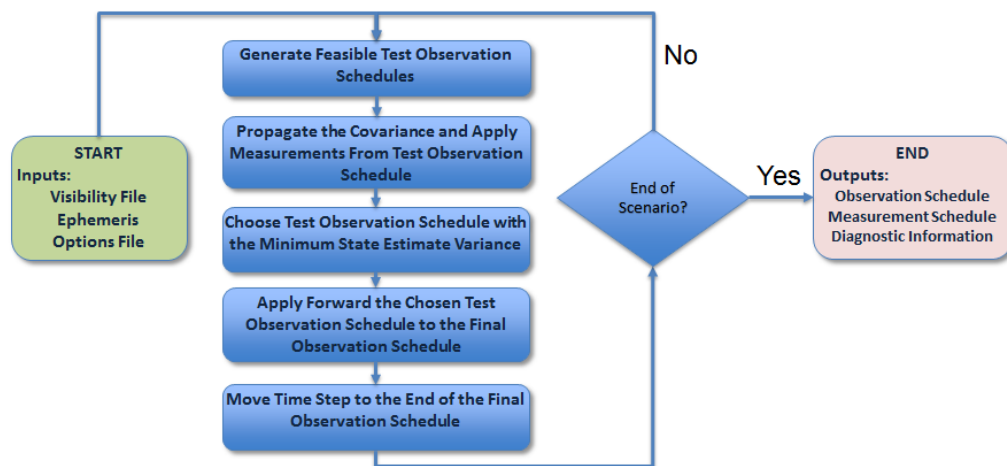 START
Inputs:
Visibility File
Ephemeris
Options File
Generate Feasible Test Observation
Schedules
Propagate the Covariance and Apply
Measurements From Test Observation
Schedule
Choose Test Observation Schedule with
the Minimum State Estimate Variance
Apply Forward the Chosen Test
Observation Schedule to the Final
Observation Schedule
Move Time Step to the End of the Final
Observation Schedule
No
End of
Scenario?
Yes
END
Outputs:
Observation Schedule
Measurement Schedule
Diagnostic Information